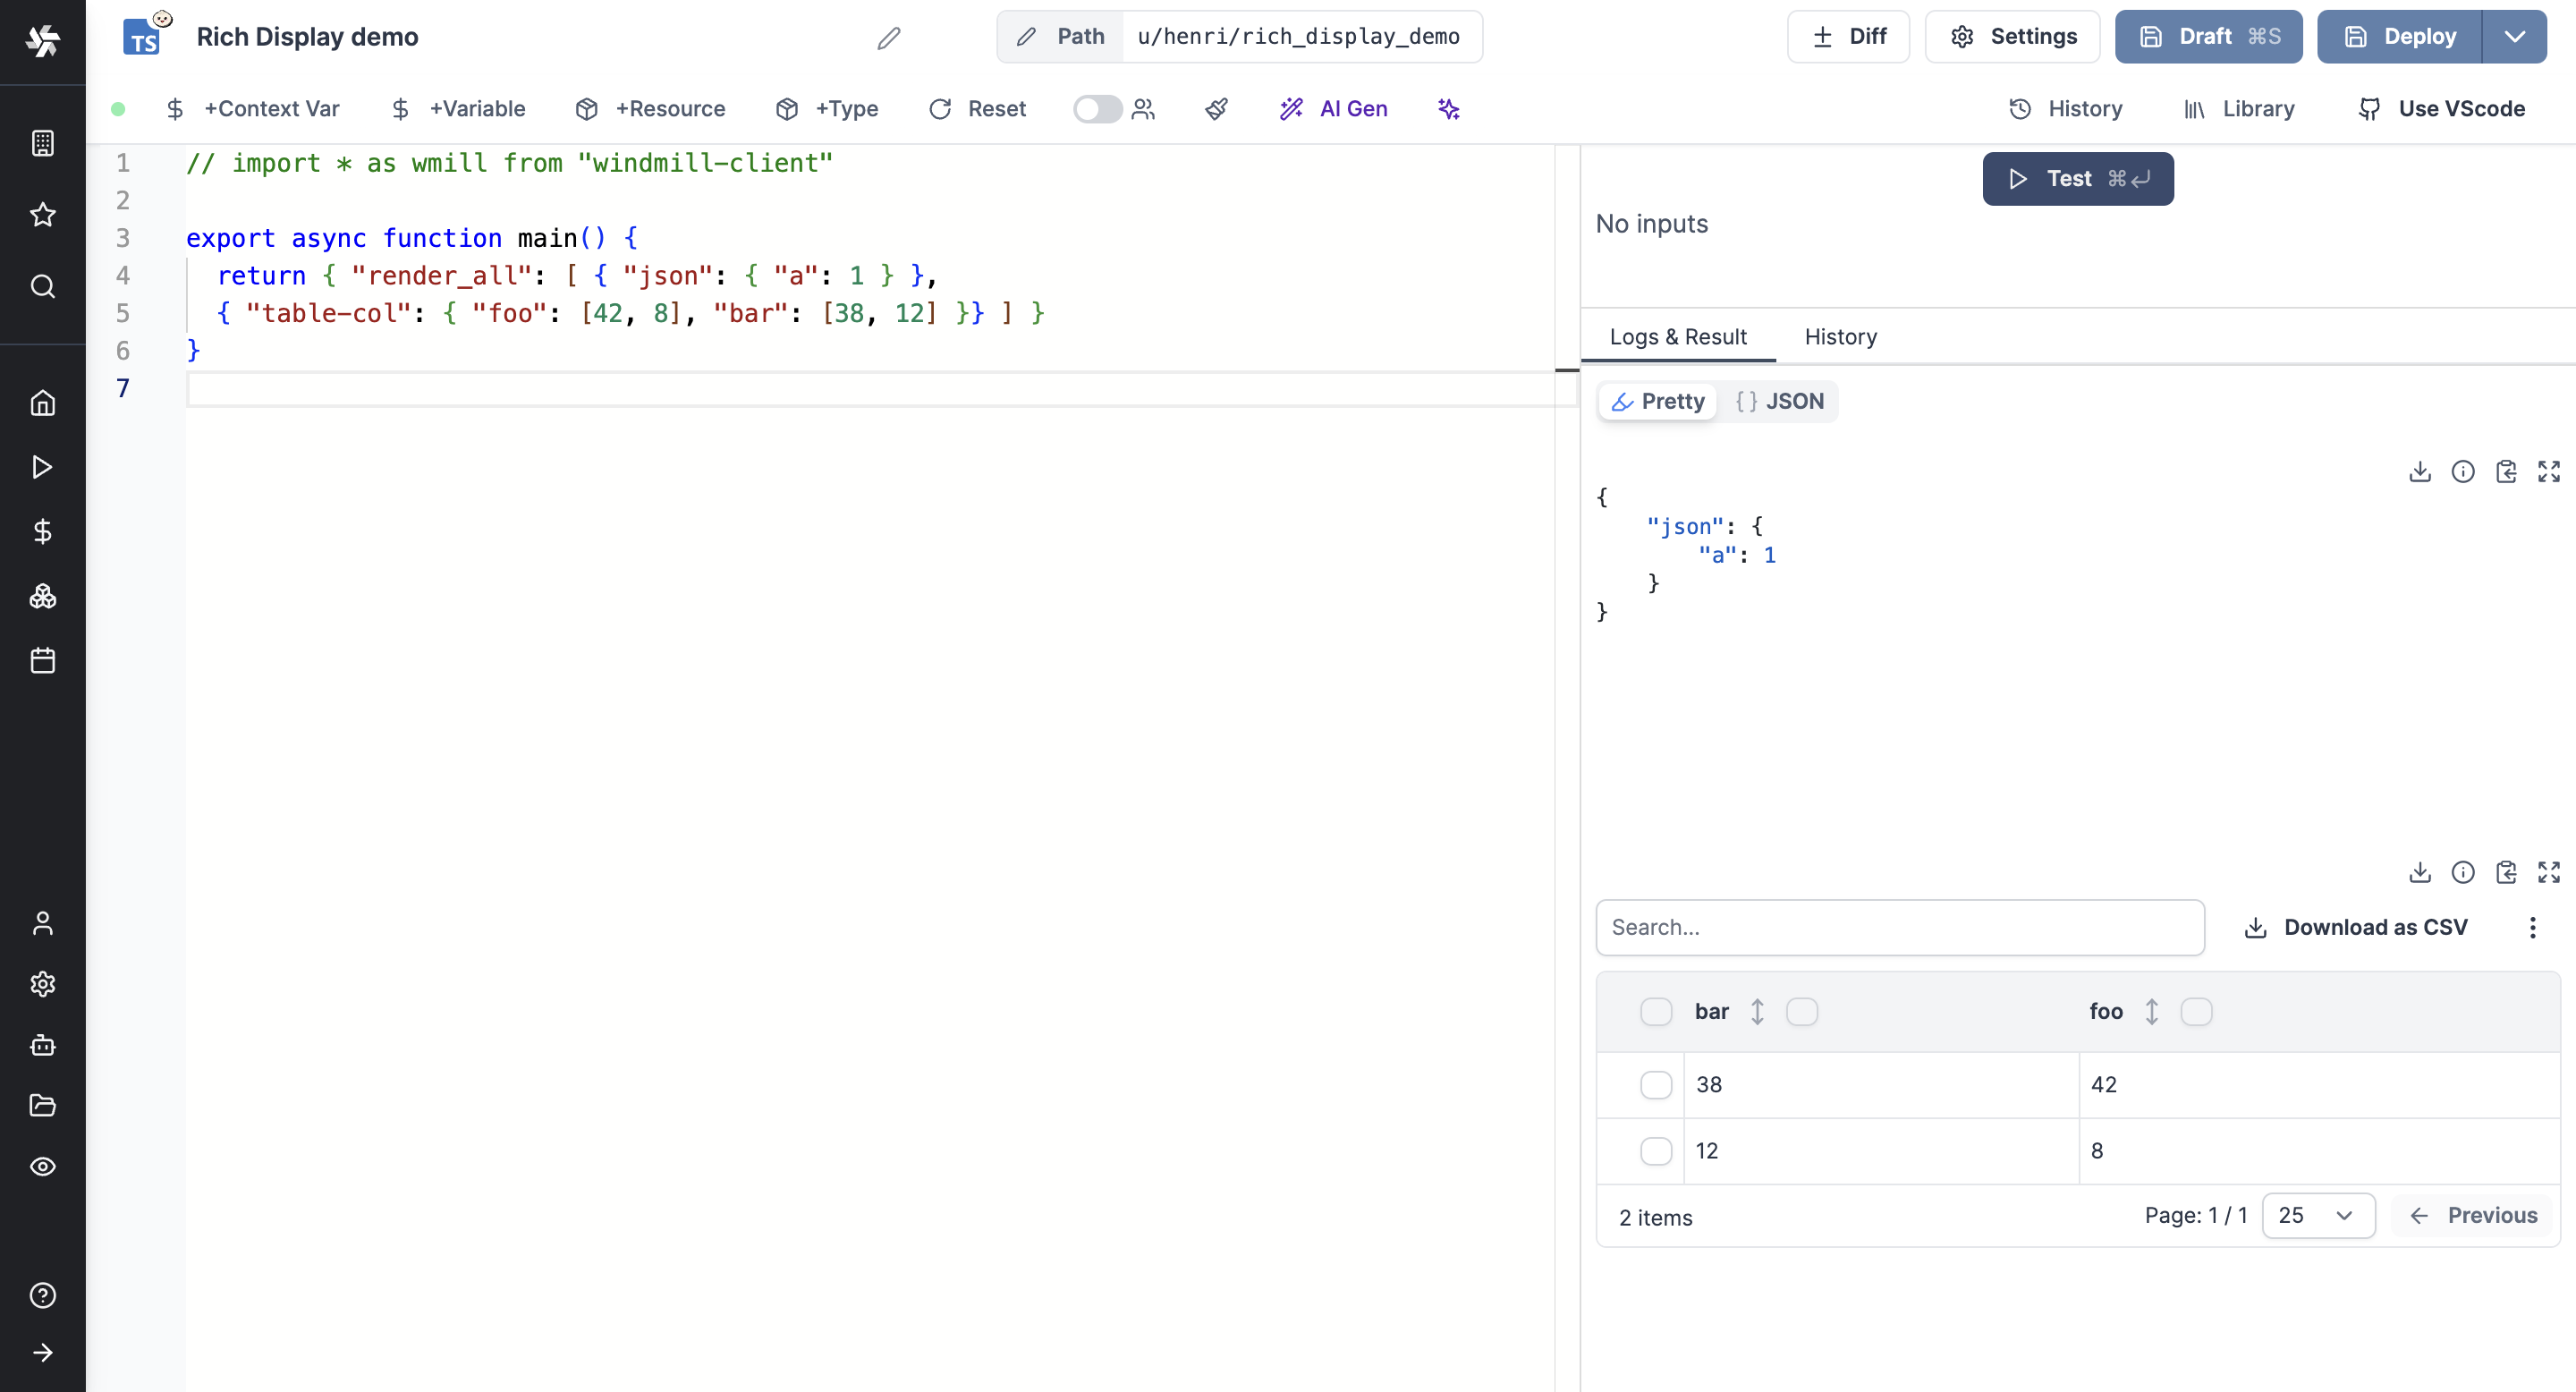 TS Rich Display demo Path u/henri/rich_display_demo Diff Settings Draft ⌘S Deploy
+Context Var +Variable +Resource +Type Reset AI Gen History Library Use VScode
1 // import * as wmill from "windmill-client"
2
3 export async function main() {
4 return { "render_all": [ { "json": { "a": 1 } },
5 { "table-col": { "foo": [42, 8], "bar": [38, 12] }} ] }
6 }
7
Test ⌘↵
No inputs
Logs & Result History
Pretty {} JSON
{
"json": {
"a": 1
}
}
Search... Download as CSV
bar foo
38 42
12 8
2 items Page: 1 / 1 25 Previous